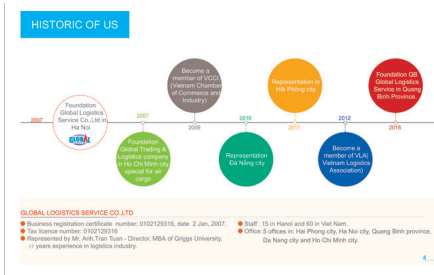 HISTORIC OF US
Foundation
Global Logistics
Service Co.,Ltd in
Ha Noi
GLOBAL
2007
2007
Foundation
Global Trading &
Logistics company
in Ho Chi Minh city
special for air
cargo
Become a
member of VCCI.
(Vietnam Chamber
of Commerce and
Industry)
2009
2010
Representation
Đà Nẵng city
Representation in
Hải Phòng city
2011
2012
Become a
member of VLA(
Vietnam Logistics
Association)
Foundation QB
Global Logistics
Service in Quang
Binh Province.
2015
GLOBAL LOGISTICS SERVICE CO.,LTD
Business registration certificate number: 0102129316, date 2 Jan, 2007.
Tax licence number: 0102129316
Represented by Mr. Anh,Tran Tuan - Director, MBA of Griggs University,
17 years experience in logistics industry.
Staff : 15 in Hanoi and 60 in Viet Nam.
Office: 5 offices in: Hai Phong city, Ha Noi city, Quang Binh province,
Da Nang city and Ho Chi Minh city.
4